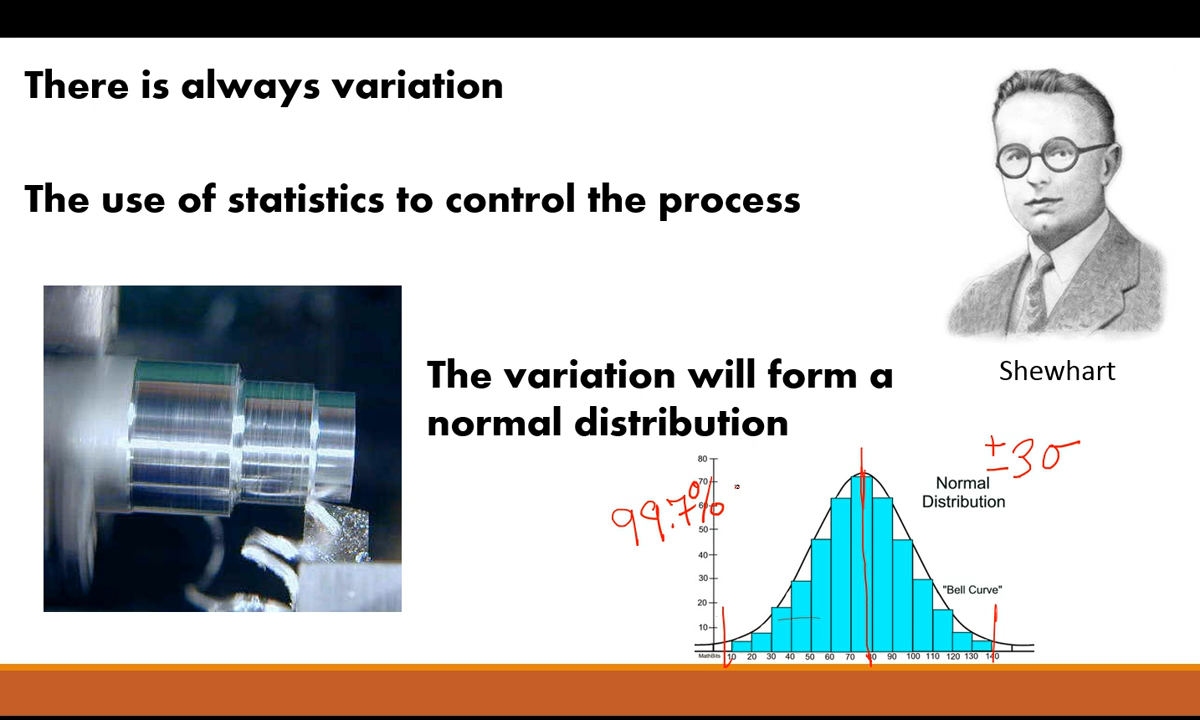 There is always variation
The use of statistics to control the process
Shewhart
The variation will form a
normal distribution
±3σ
99.7%
Normal
Distribution
"Bell Curve"
80
70
60
50
40
30
20
10
MathBits 10 20 30 40 50 60 70 80 90 100 110 120 130 140